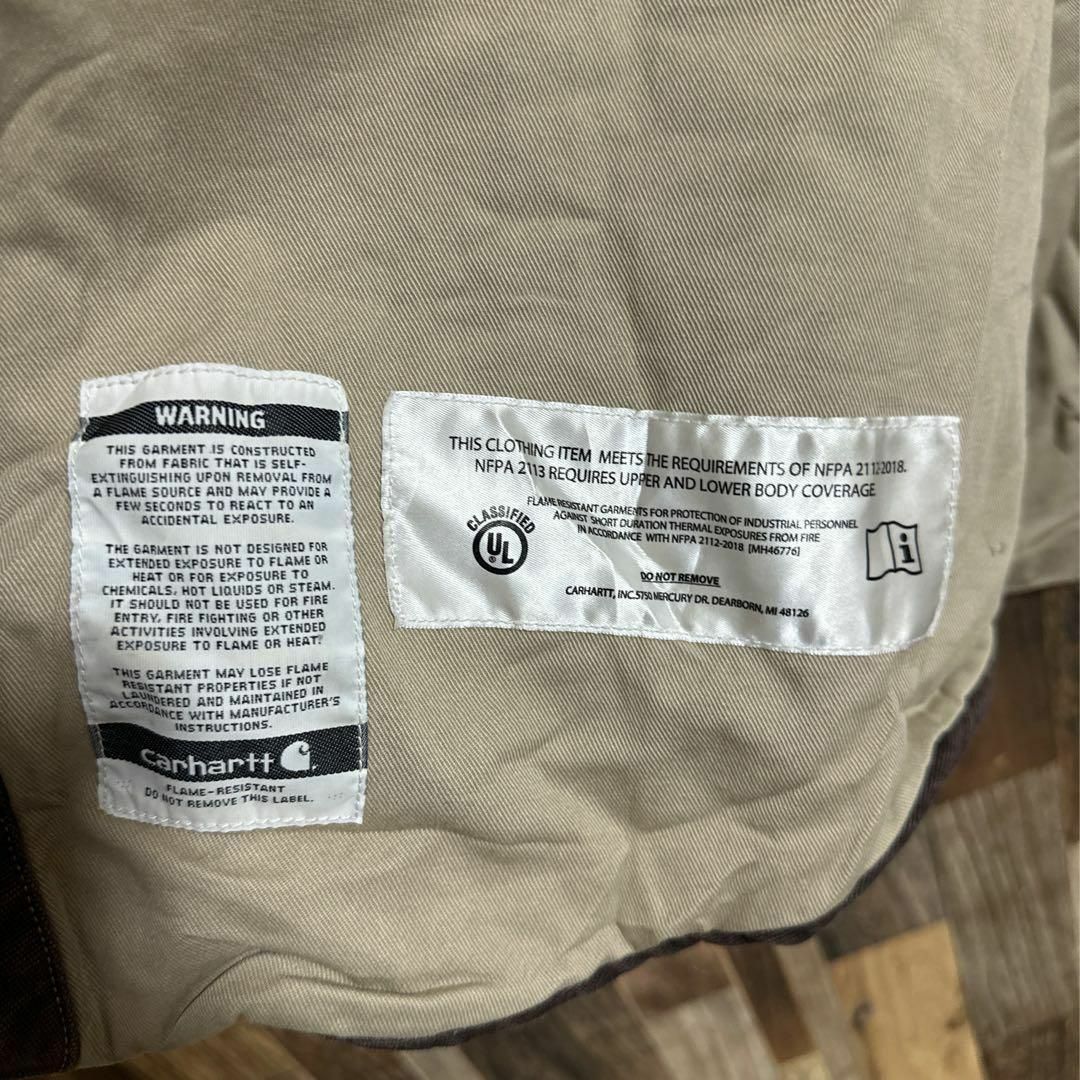 WARNING
THIS GARMENT IS CONSTRUCTED
FROM FABRIC THAT IS SELF-
EXTINGUISHING UPON REMOVAL FROM
A FLAME SOURCE AND MAY PROVIDE A
FEW SECONDS TO REACT TO AN
ACCIDENTAL EXPOSURE.
THE GARMENT IS NOT DESIGNED FOR
EXTENDED EXPOSURE TO FLAME OR
HEAT OR FOR EXPOSURE TO
CHEMICALS, HOT LIQUIDS OR STEAM.
IT SHOULD NOT BE USED FOR FIRE
ENTRY, FIRE FIGHTING OR OTHER
ACTIVITIES INVOLVING EXTENDED
EXPOSURE TO FLAME OR HEAT.
THIS GARMENT MAY LOSE FLAME
RESISTANT PROPERTIES IF NOT
LAUNDERED AND MAINTAINED IN
ACCORDANCE WITH MANUFACTURER'S
INSTRUCTIONS.
carhartt
FLAME-RESISTANT
DO NOT REMOVE THIS LABEL.
THIS CLOTHING ITEM MEETS THE REQUIREMENTS OF NFPA 2112-2018.
NFPA 2113 REQUIRES UPPER AND LOWER BODY COVERAGE
CLASSIFIED
UL
®
FLAME RESISTANT GARMENTS FOR PROTECTION OF INDUSTRIAL PERSONNEL
AGAINST SHORT DURATION THERMAL EXPOSURES FROM FIRE
IN ACCORDANCE WITH NFPA 2112-2018 [MH46776]
i
DO NOT REMOVE
CARHARTT, INC.5750 MERCURY DR. DEARBORN, MI 48126